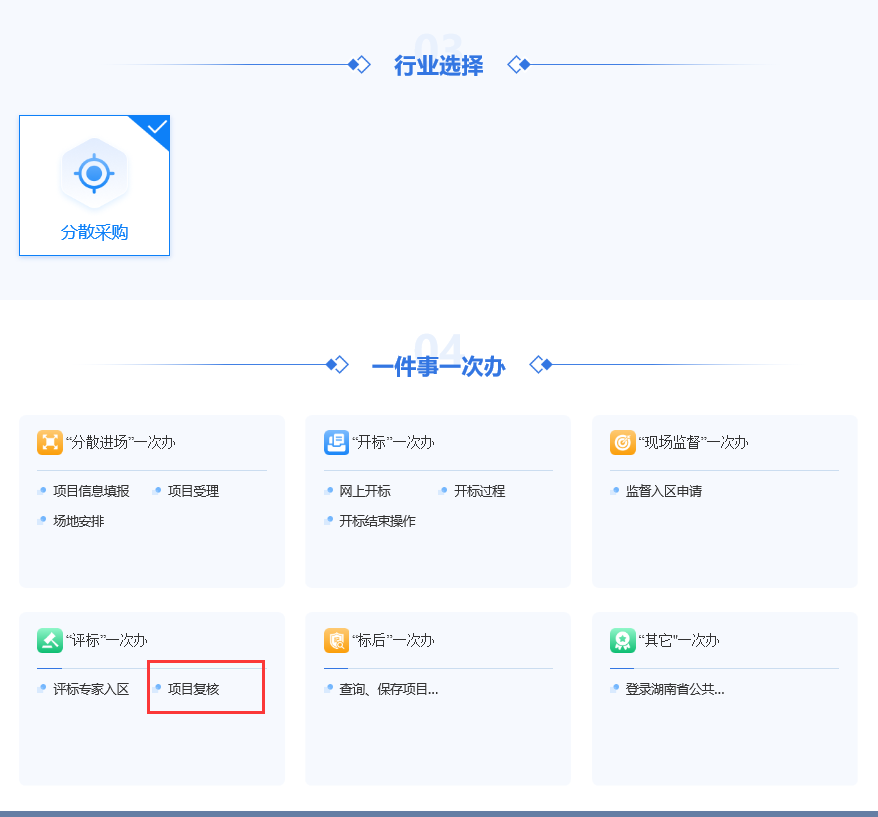 03
行业选择
分散采购
04
一件事一次办
“分散进场”一次办
项目信息填报 项目受理
场地安排
“开标”一次办
网上开标 开标过程
开标结束操作
“现场监督”一次办
监督入区申请
“评标”一次办
评标专家入区 项目复核
“标后”一次办
查询、保存项目...
“其它"一次办
登录湖南省公共...